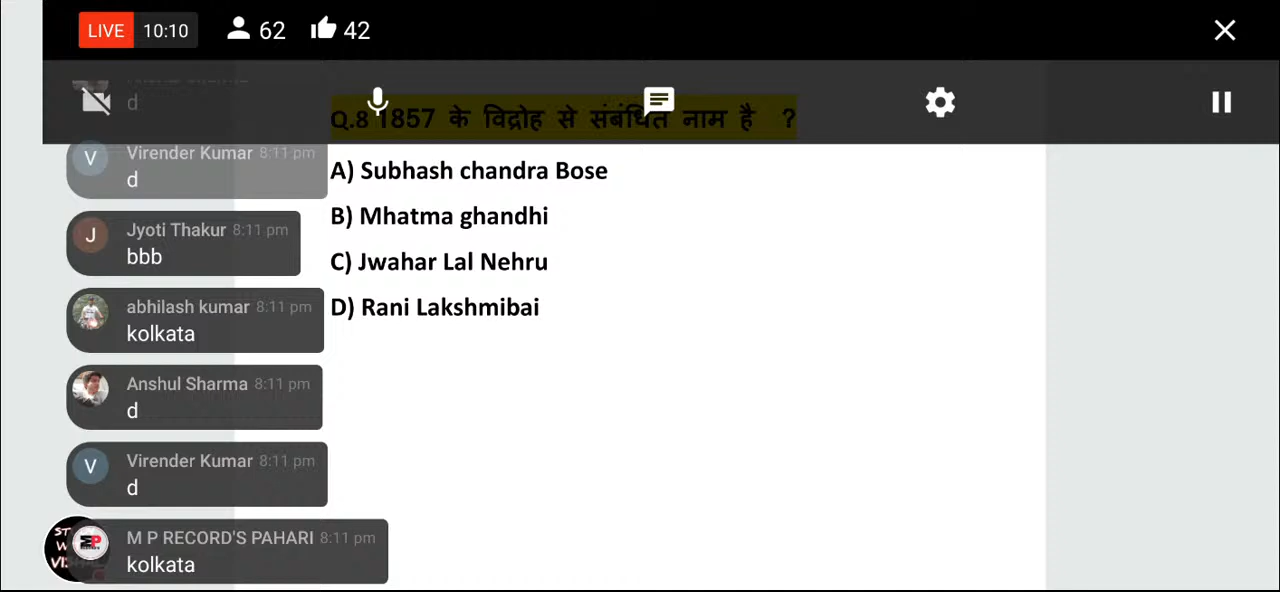 LIVE 10:10 62 42
d
Q.8 1857 के विद्रोह से संबंधित नाम है ?
Virender Kumar 8:11 pm
d
A) Subhash chandra Bose
B) Mhatma ghandhi
C) Jwahar Lal Nehru
D) Rani Lakshmibai
Jyoti Thakur 8:11 pm
bbb
abhilash kumar 8:11 pm
kolkata
Anshul Sharma 8:11 pm
d
Virender Kumar 8:11 pm
d
M P RECORD'S PAHARI 8:11 pm
kolkata